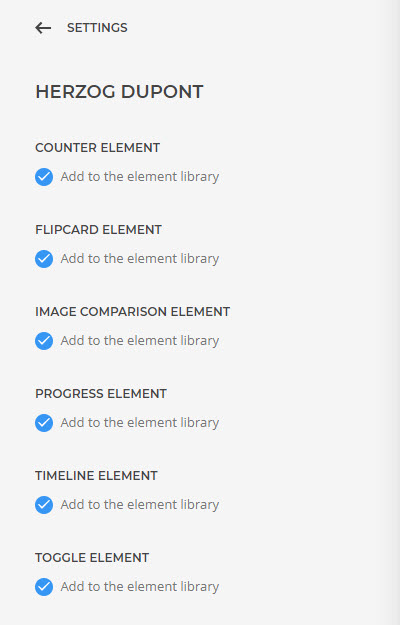 SETTINGS
HERZOG DUPONT
COUNTER ELEMENT
Add to the element library
FLIPCARD ELEMENT
Add to the element library
IMAGE COMPARISON ELEMENT
Add to the element library
PROGRESS ELEMENT
Add to the element library
TIMELINE ELEMENT
Add to the element library
TOGGLE ELEMENT
Add to the element library